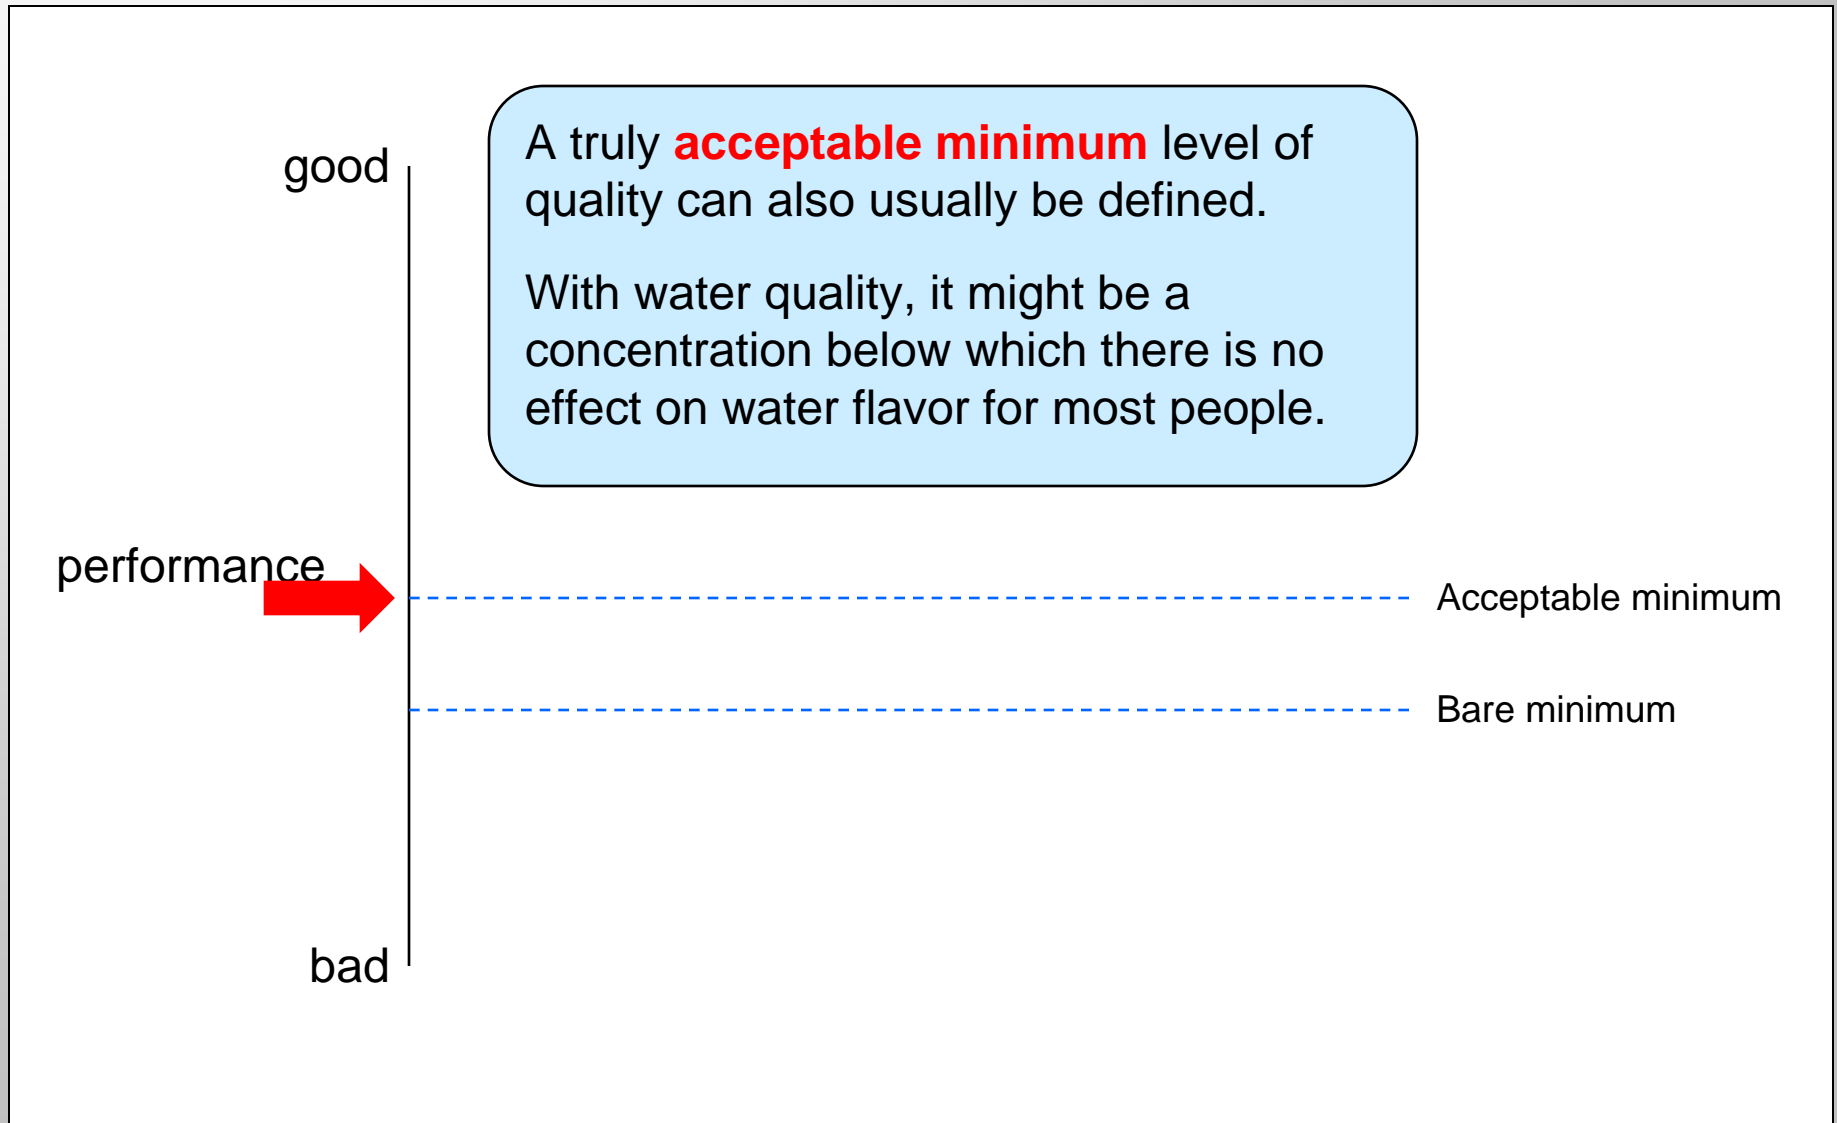 A truly acceptable minimum level of
quality can also usually be defined.
With water quality, it might be a
concentration below which there is no
effect on water flavor for most people.
good
performance
Acceptable minimum
Bare minimum
bad